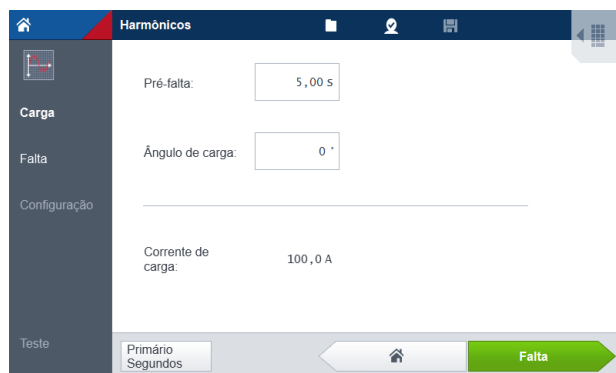 Harmônicos
Carga
Falta
Configuração
Teste
Pré-falta:
5,00 s
Ângulo de carga:
0 °
Corrente de
carga:
100,0 A
Primário
Segundos
Falta